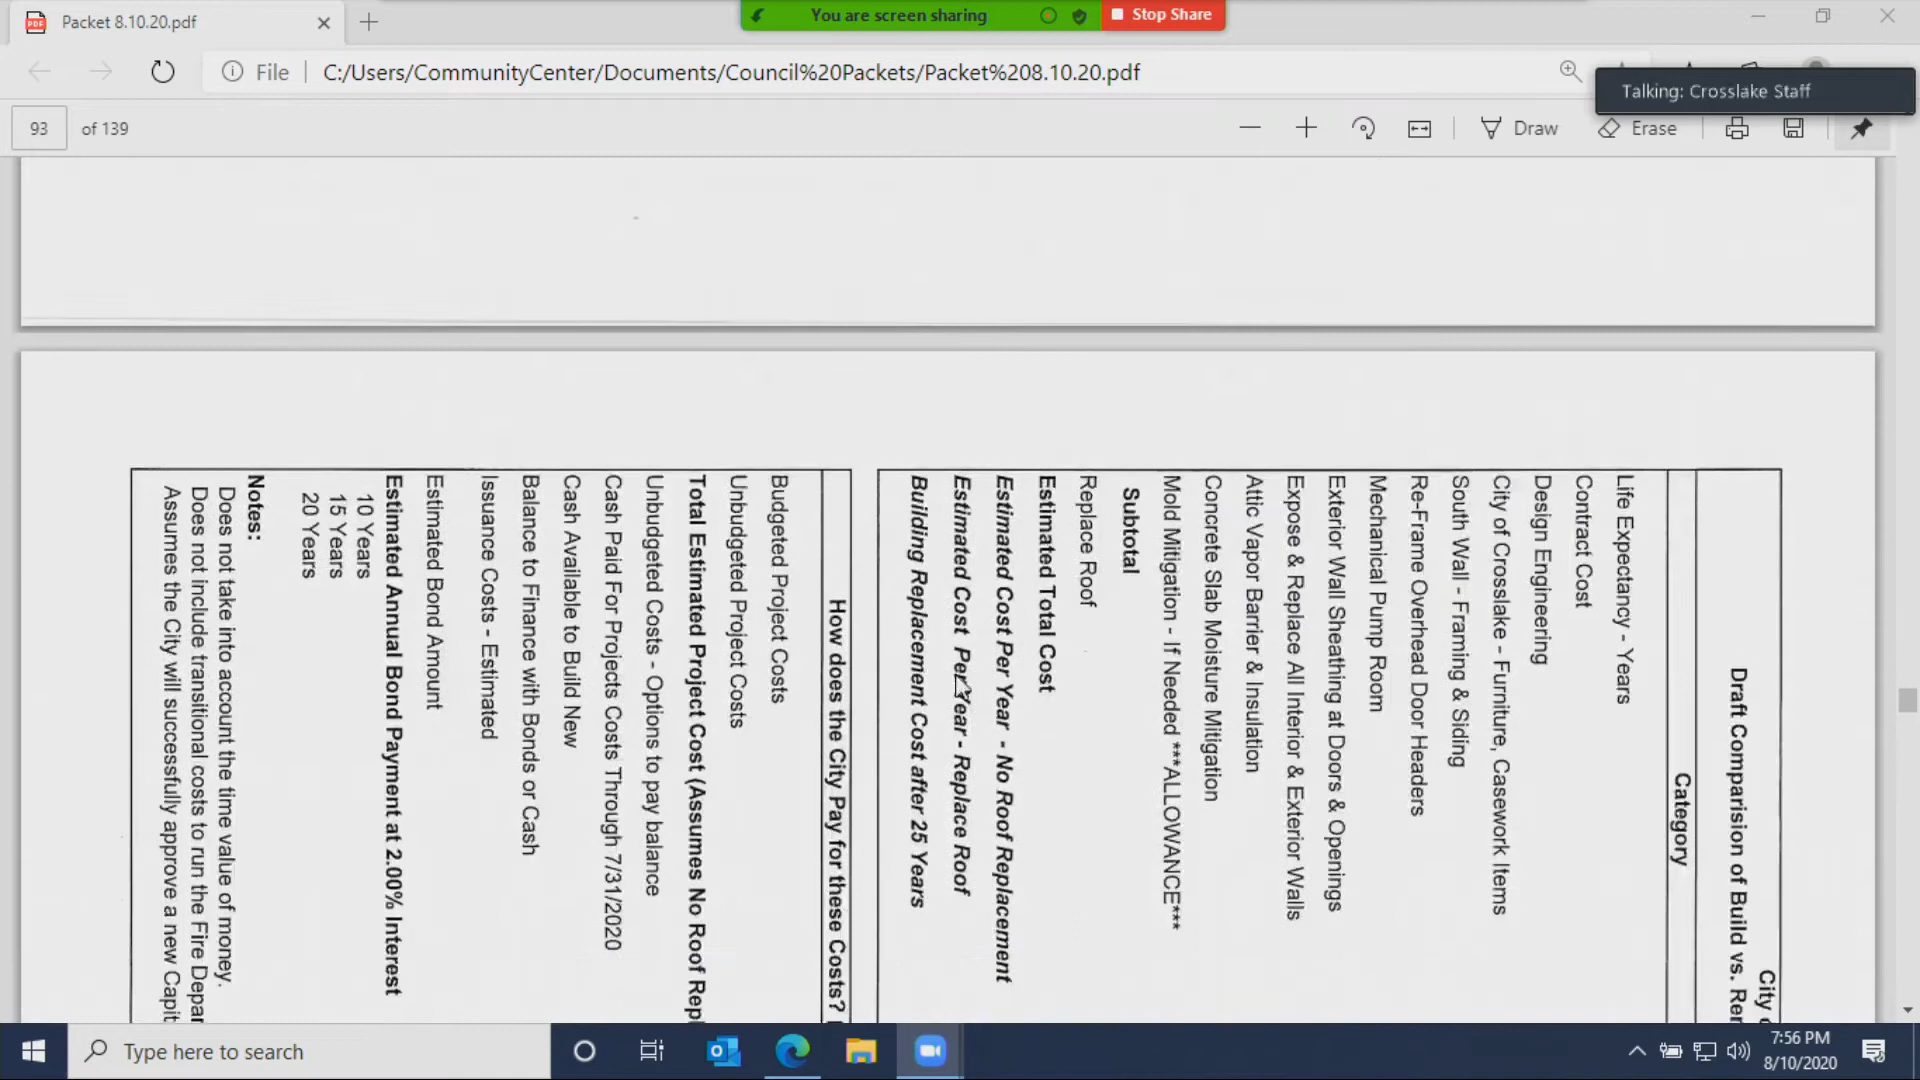 Packet 8.10.20.pdf
You are screen sharing
Stop Share
File
C:/Users/CommunityCenter/Documents/Council%20Packets/Packet%208.10.20.pdf
Talking: Crosslake Staff
93
of 139
Draw
Erase
City
Draft Comparision of Build vs.
Category
Life Expectancy - Years
Contract Cost
Design Engineering
City of Crosslake - Furniture, Casework Items
South Wall - Framing & Siding
Re-Frame Overhead Door Headers
Mechanical Pump Room
Exterior Wall Sheathing at Doors & Openings
Expose & Replace All Interior & Exterior Walls
Attic Vapor Barrier & Insulation
Concrete Slab Moisture Mitigation
Mold Mitigation - If Needed ***ALLOWANCE***
Subtotal
Replace Roof
Estimated Total Cost
Estimated Cost Per Year - No Roof Replacement
Estimated Cost Per Year - Replace Roof
Building Replacement Cost after 25 Years
How does the City Pay for these Costs?
Budgeted Project Costs
Unbudgeted Project Costs
Total Estimated Project Cost (Assumes No Roof Repl
Unbudgeted Costs - Options to pay balance
Cash Paid For Projects Costs Through 7/31/2020
Cash Available to Build New
Balance to Finance with Bonds or Cash
Issuance Costs - Estimated
Estimated Bond Amount
Estimated Annual Bond Payment at 2.00% Interest
10 Years
15 Years
20 Years
Notes:
Does not take into account the time value of money.
Does not include transitional costs to run the Fire Depar
Assumes the City will successfully approve a new Capit
Type here to search
7:56 PM
8/10/2020